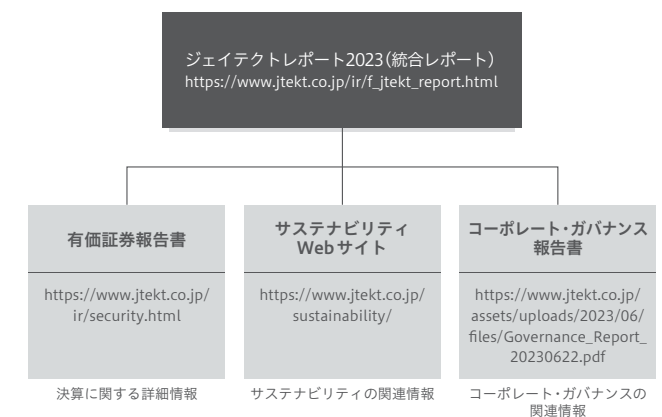 ジェイテクトレポート2023(統合レポート)
https://www.jtekt.co.jp/ir/f_jtekt_report.html
有価証券報告書
https://www.jtekt.co.jp/
ir/security.html
決算に関する詳細情報
サステナビリティ
Webサイト
https://www.jtekt.co.jp/
sustainability/
サステナビリティの関連情報
コーポレート・ガバナンス
報告書
https://www.jtekt.co.jp/
assets/uploads/2023/06/
files/Governance_Report_
20230622.pdf
コーポレート・ガバナンスの
関連情報